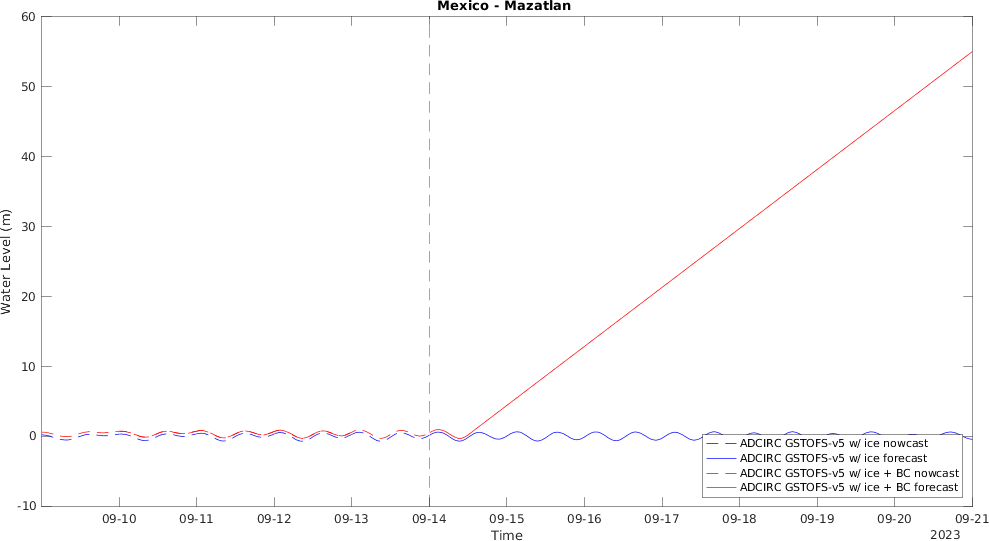 Mexico - Mazatlan
60
50
40
30
20
10
0
-10
Water Level (m)
ADCIRC GSTOFS-v5 w/ ice nowcast
ADCIRC GSTOFS-v5 w/ ice forecast
ADCIRC GSTOFS-v5 w/ ice + BC nowcast
ADCIRC GSTOFS-v5 w/ ice + BC forecast
09-10 09-11 09-12 09-13 09-14 09-15 09-16 09-17 09-18 09-19 09-20 09-21
Time
2023